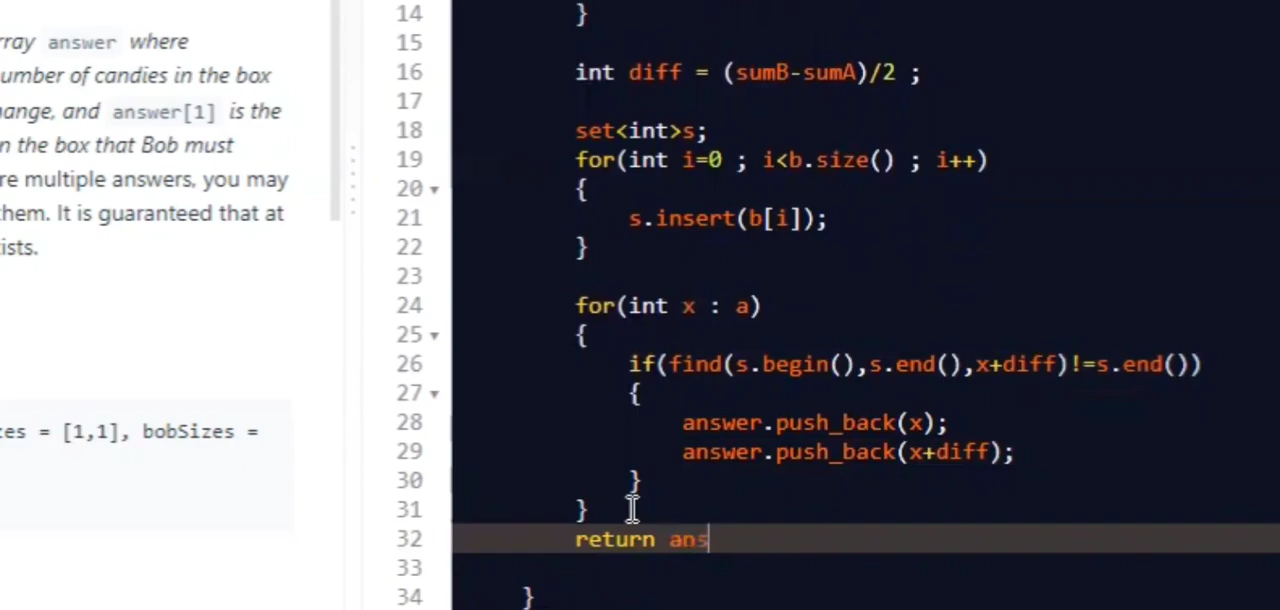 rray answer where
umber of candies in the box
ange, and answer[1] is the
n the box that Bob must
re multiple answers, you may
hem. It is guaranteed that at
ists.
zes = [1,1], bobSizes =
14 }
15
16 int diff = (sumB-sumA)/2 ;
17
18 set<int>s;
19 for(int i=0 ; i<b.size() ; i++)
20 {
21 s.insert(b[i]);
22 }
23
24 for(int x : a)
25 {
26 if(find(s.begin(),s.end(),x+diff)!=s.end())
27 {
28 answer.push_back(x);
29 answer.push_back(x+diff);
30 }
31 }
32 return ans
33
34 }